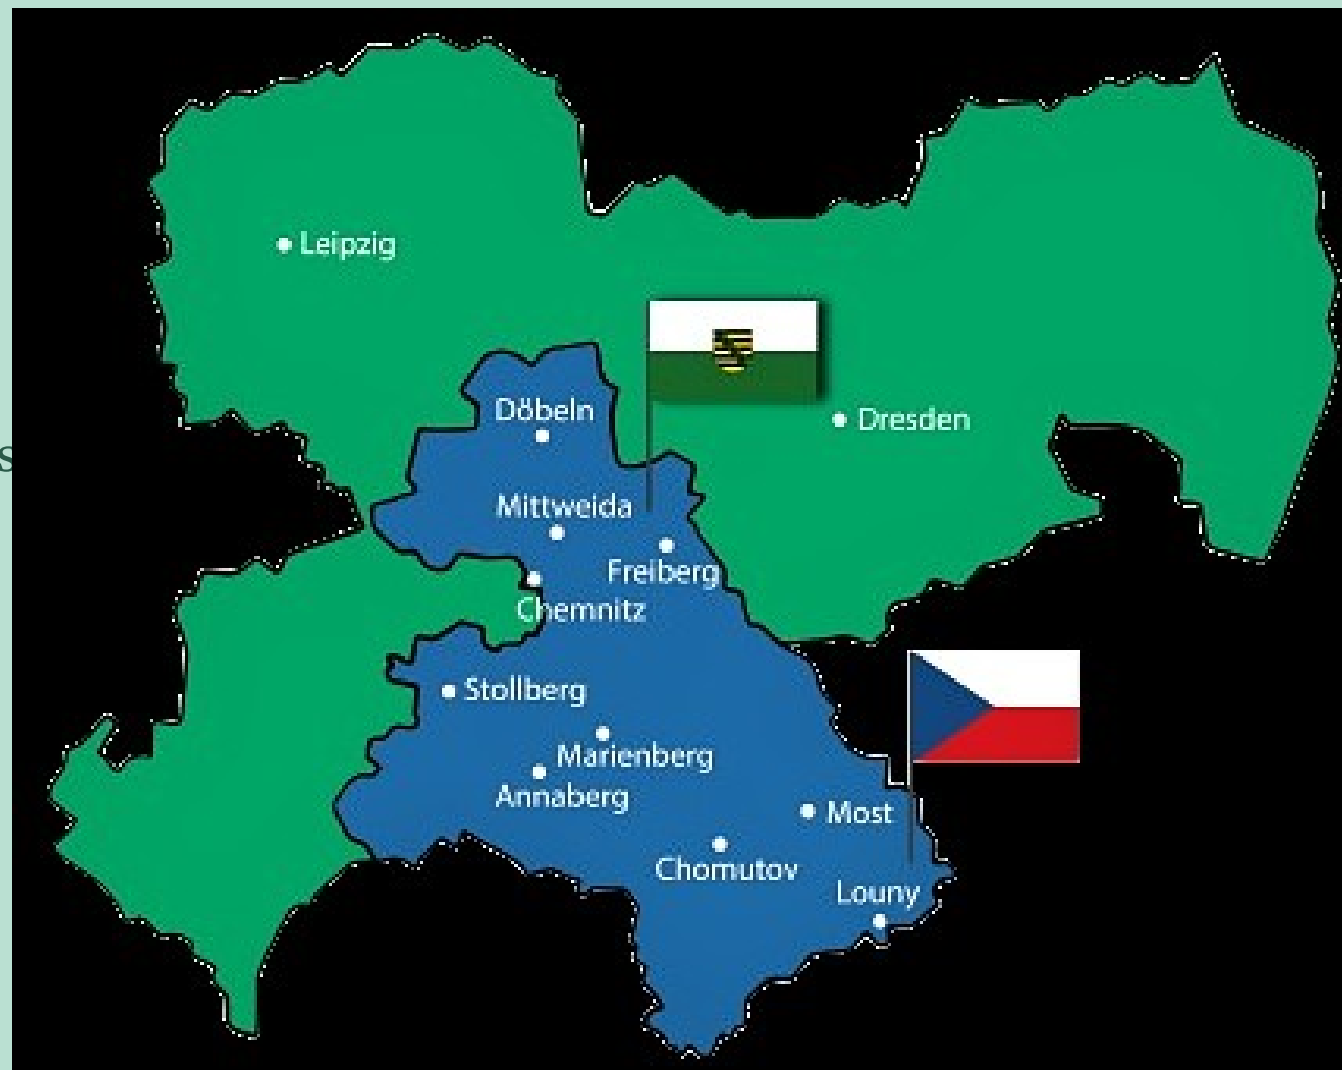 Leipzig
Döbeln
Dresden
s
Mittweida
Freiberg
Chemnitz
Stollberg
Marienberg
Annaberg
Most
Chomutov
Louny